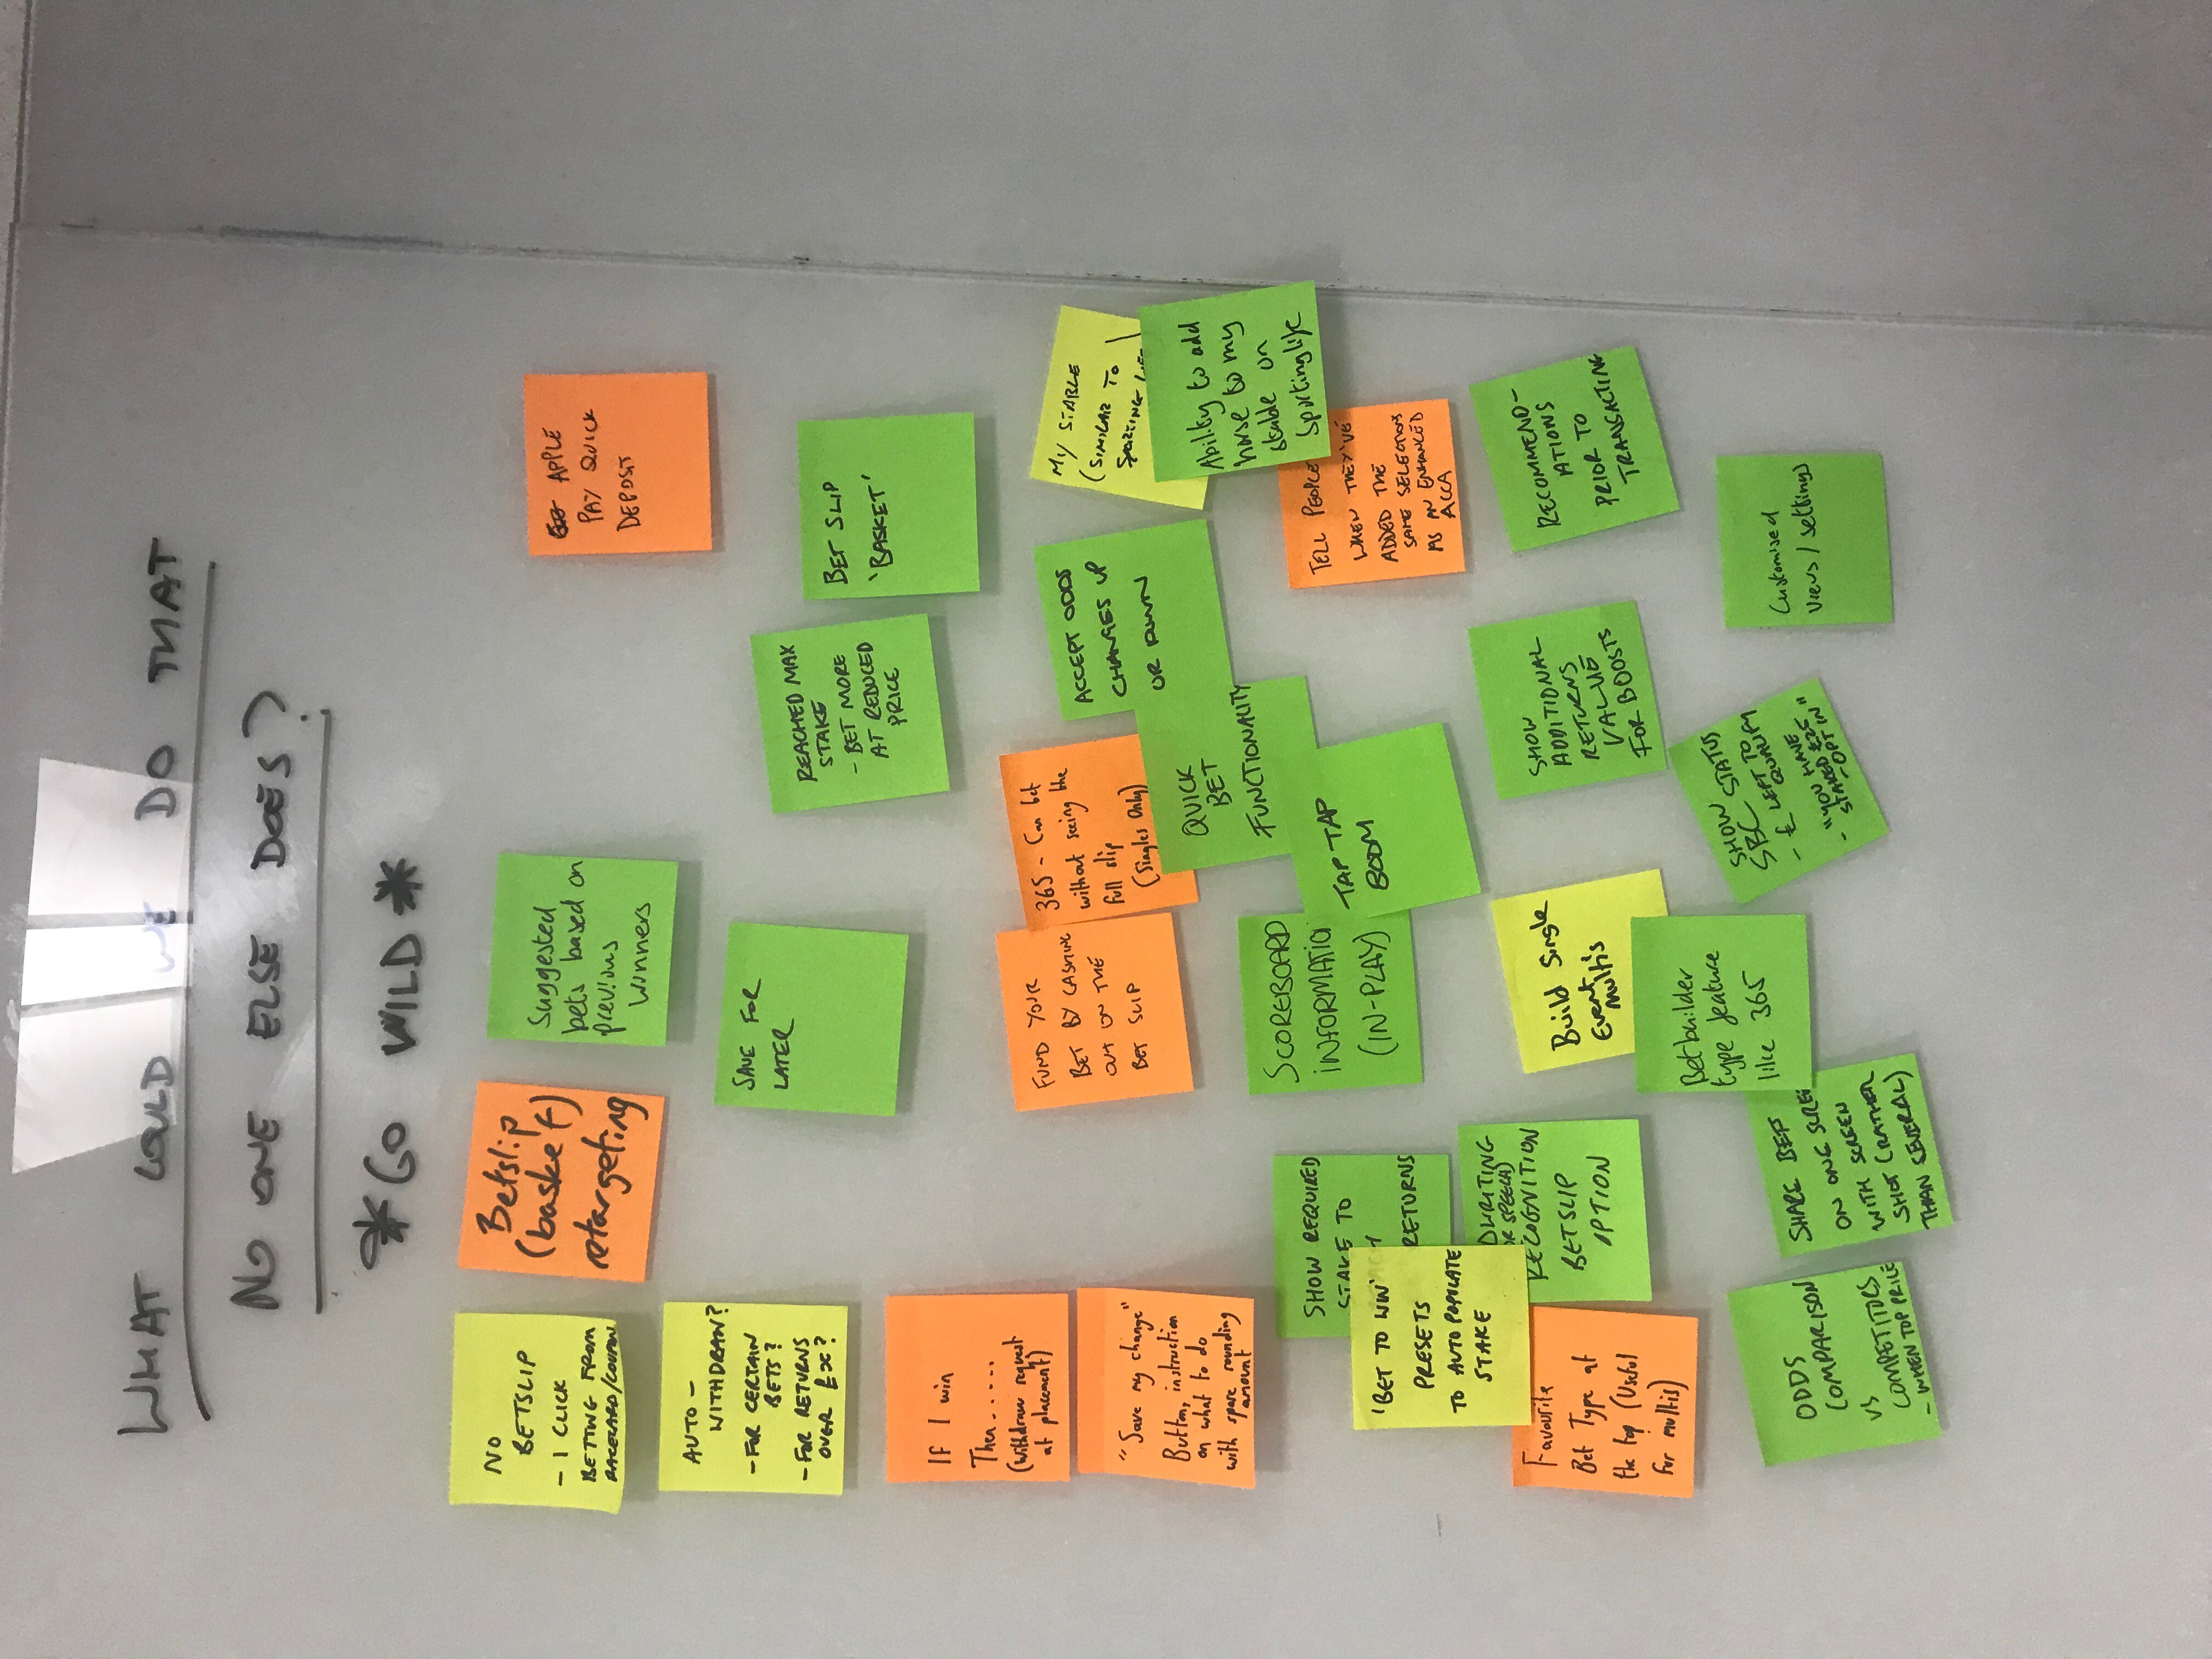 WHAT COULD WE DO THAT
NO ONE ELSE DOES?
*GO WILD*
NO
BETSLIP
- 1 CLICK
BETTING FROM
RACECARD/COUPON
Betslip
(basket)
retargeting
Suggested
bets based on
previous
Winners
APPLE
PAY QUICK
DEPOSIT
AUTO -
WITHDRAW?
- FOR CERTAIN
BETS?
- FOR RETURNS
OVER £x?
SAVE FOR
LATER
REACHED MAX
STAKE
- BET MORE
AT REDUCED
PRICE
BET SLIP
'BASKET'
If I win
Then.....
(Withdraw request
at placement)
FUND YOUR
BET BY CASHING
OUT ON THE
BET SLIP
365 - Can bet
without seeing the
full slip
(Singles Only)
ACCEPT ODDS
CHANGES UP
OR DOWN
MY STABLE
(SIMILAR TO
SPORTING
"Save my change"
Button, instruction
on what to do
with spare rounding
amount
QUICK
BET
FUNCTIONALITY
Ability to add
horse to my
stable on
Sportinglife
SHOW REQUIRED
STAKE TO
RETURNS
SCOREBOARD
INFORMATIO
(IN-PLAY)
TAP TAP
BOOM
TELL PEOPLE
WHEN THEY'VE
ADDED THE
SAME SELECTIONS
AS AN ENHANCED
ACCA
'BET TO WIN'
PRESETS
TO AUTO POPULATE
STAKE
DWRITING
OR SPEECH)
RECOGNITION
BETSLIP
OPTION
Favourite
Bet Type at
the top (Useful
for multis)
Build Single
Event
multis
SHOW
ADDITIONAL
RETURNS
VALUE
FOR BOOSTS
RECOMMEND-
ATIONS
PRIOR TO
TRANSACTING
Betbuilder
type feature
like 365
SHOW
SBC STATUS
- £ LEFT TO
QUALIFY
- "YOU HAVE
STAKED £25
- OPT IN"
Customised
views / settings
ODDS
COMPARISON
VS
COMPETITORS
- WHEN TOP PRICE
SHARE BET
ON ONE SCREE
WITH SCREEN
SHOT (RATHER
THAN SEVERAL)